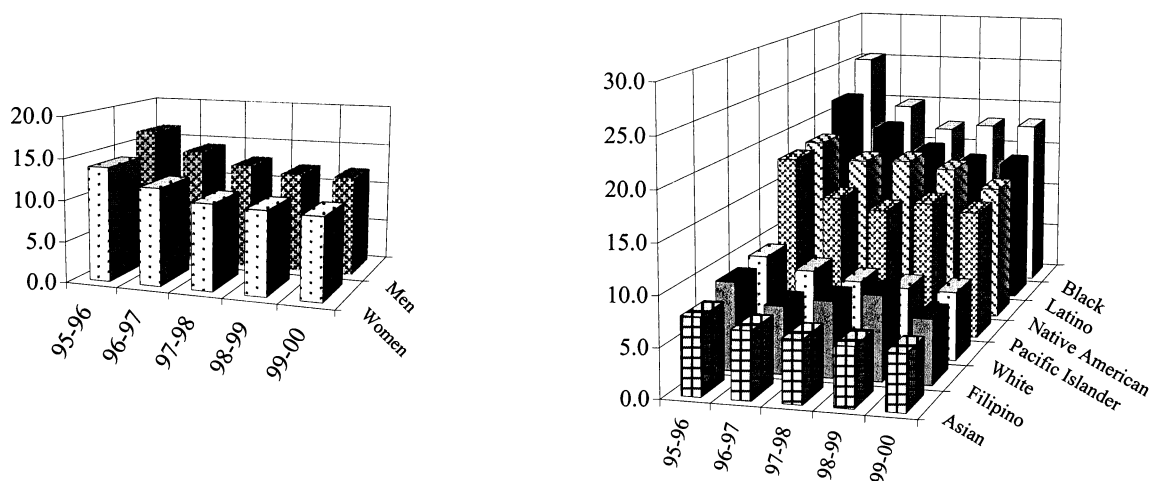 20.0
15.0
10.0
5.0
0.0
95-96
96-97
97-98
98-99
99-00
Men
Women
30.0
25.0
20.0
15.0
10.0
5.0
0.0
95-96
96-97
97-98
98-99
99-00
Black
Latino
Native American
Pacific Islander
White
Filipino
Asian